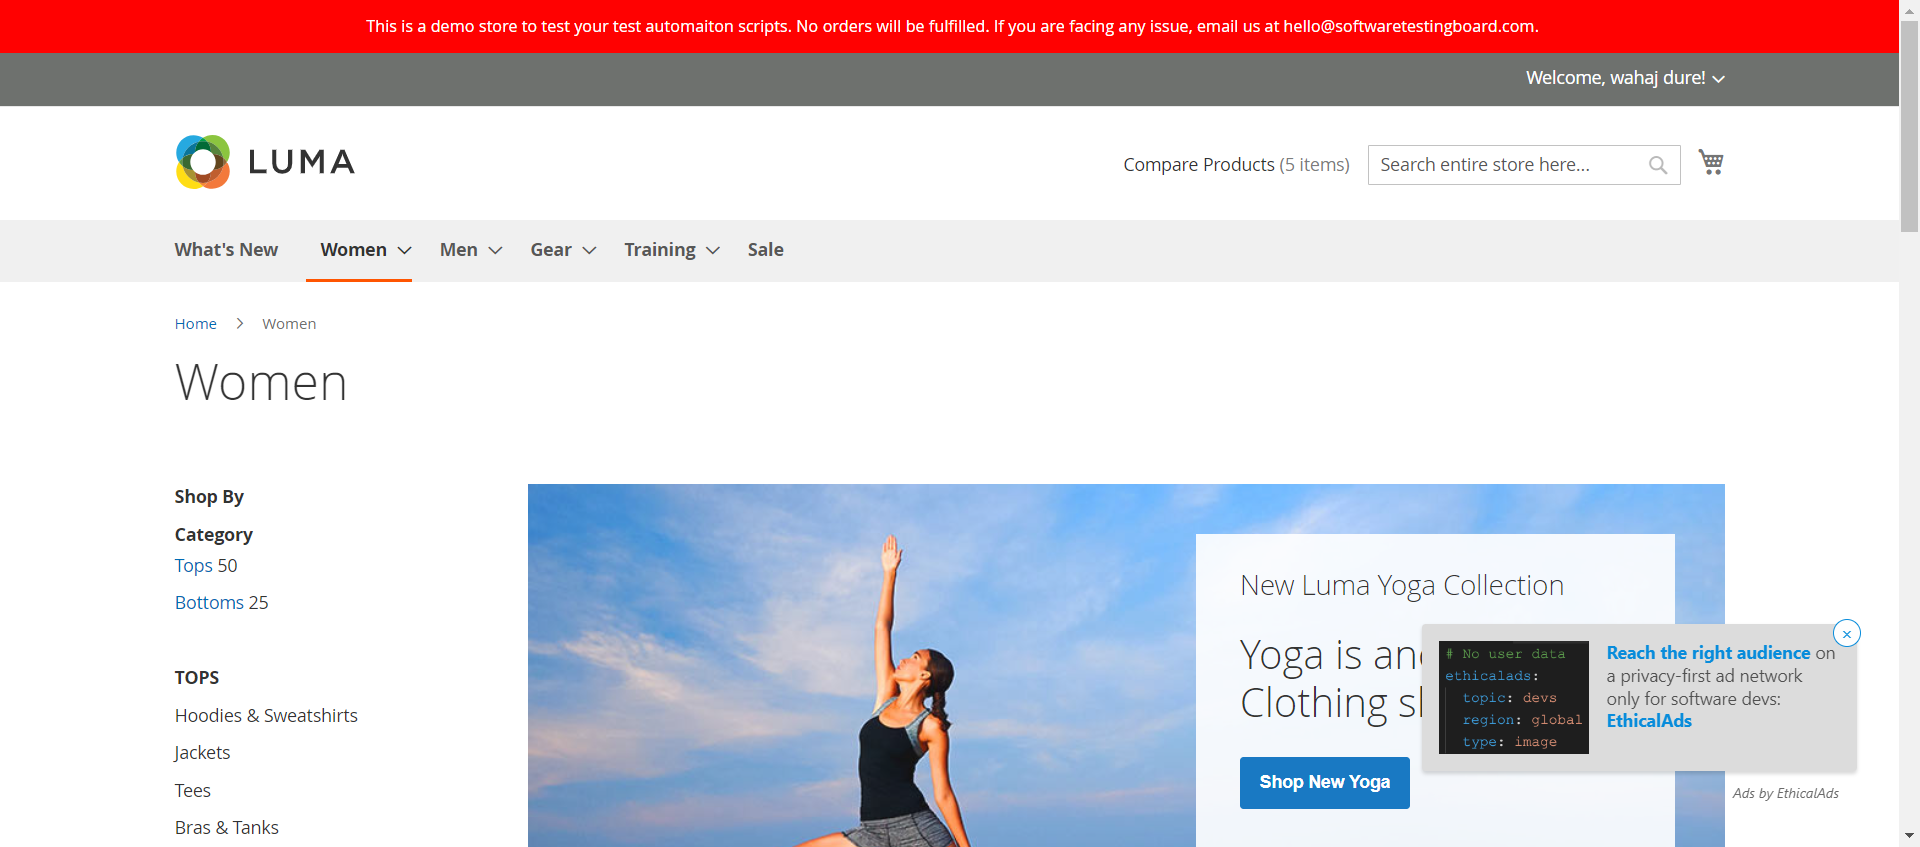 This is a demo store to test your test automaiton scripts. No orders will be fulfilled. If you are facing any issue, email us at hello@softwaretestingboard.com.
Welcome, wahaj dure!
LUMA
Compare Products (5 items)
Search entire store here...
What's New
Women
Men
Gear
Training
Sale
Home
Women
Women
Shop By
Category
Tops 50
Bottoms 25
TOPS
Hoodies & Sweatshirts
Jackets
Tees
Bras & Tanks
New Luma Yoga Collection
Yoga is
Clothing
Shop New Yoga
# No user data
ethicalads:
topic: devs
region: global
type: image
Reach the right audience on
a privacy-first ad network
only for software devs:
EthicalAds
Ads by EthicalAds